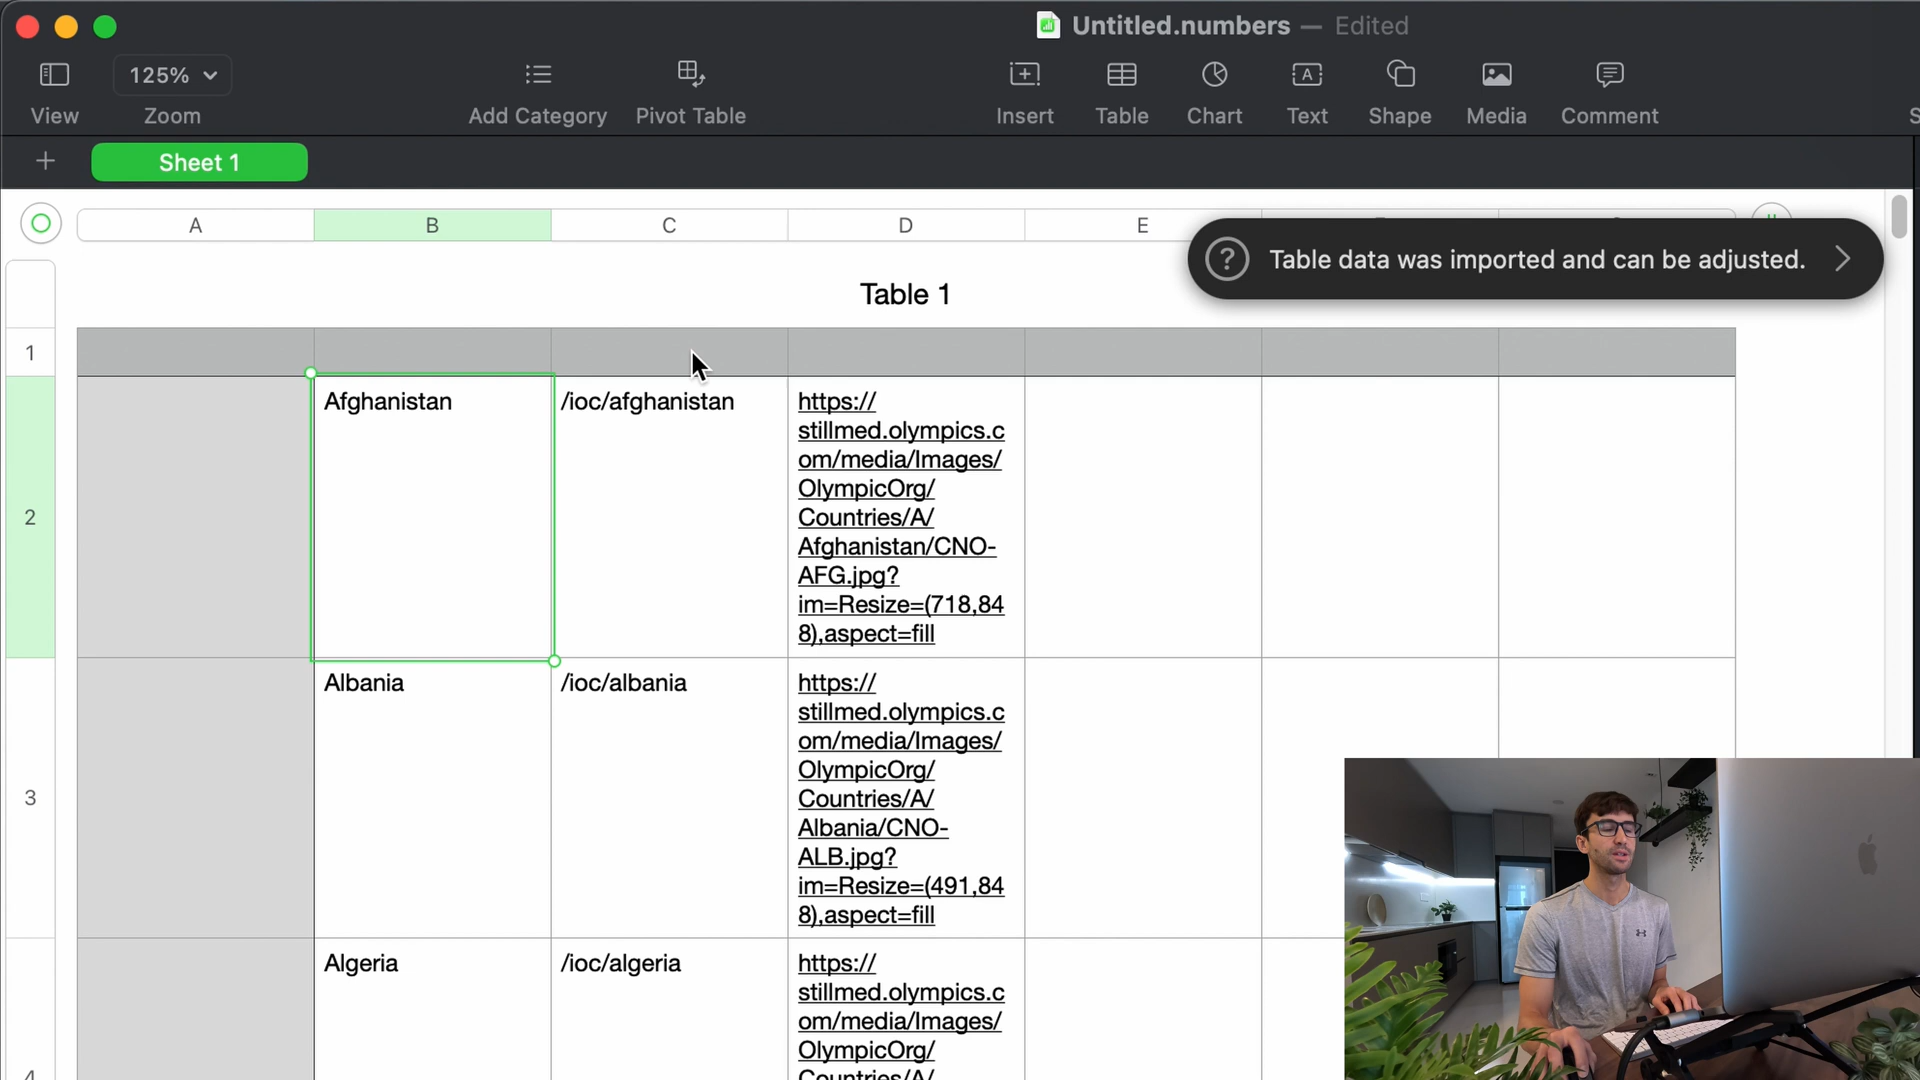 Untitled.numbers — Edited
125%
View
Zoom
Add Category
Pivot Table
Insert
Table
Chart
Text
Shape
Media
Comment
+ Sheet 1
A B C D E
Table data was imported and can be adjusted.
Table 1
1
2
Afghanistan
/ioc/afghanistan
https://
stillmed.olympics.c
om/media/Images/
OlympicOrg/
Countries/A/
Afghanistan/CNO-
AFG.jpg?
im=Resize=(718,84
8),aspect=fill
3
Albania
/ioc/albania
https://
stillmed.olympics.c
om/media/Images/
OlympicOrg/
Countries/A/
Albania/CNO-
ALB.jpg?
im=Resize=(491,84
8),aspect=fill
4
Algeria
/ioc/algeria
https://
stillmed.olympics.c
om/media/Images/
OlympicOrg/
Countries/A/